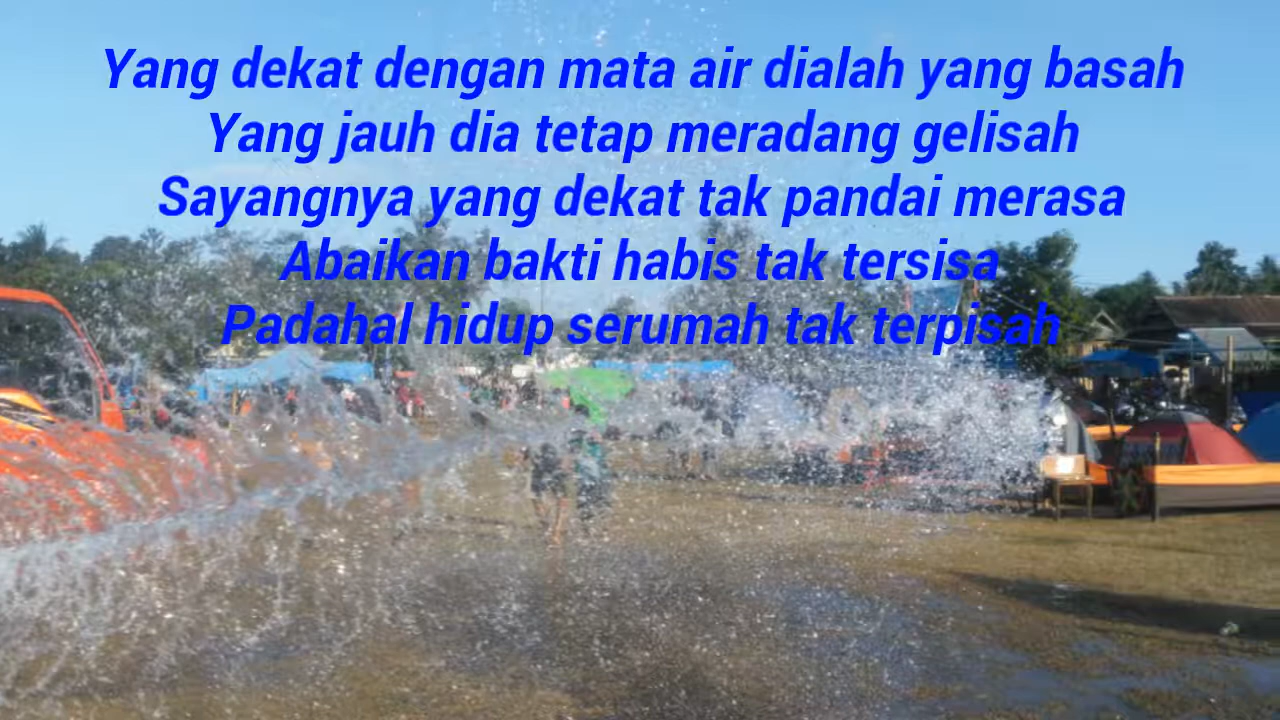 Yang dekat dengan mata air dialah yang basah
Yang jauh dia tetap meradang gelisah
Sayangnya yang dekat tak pandai merasa
Abaikan bakti habis tak tersisa
Padahal hidup serumah tak terpisah